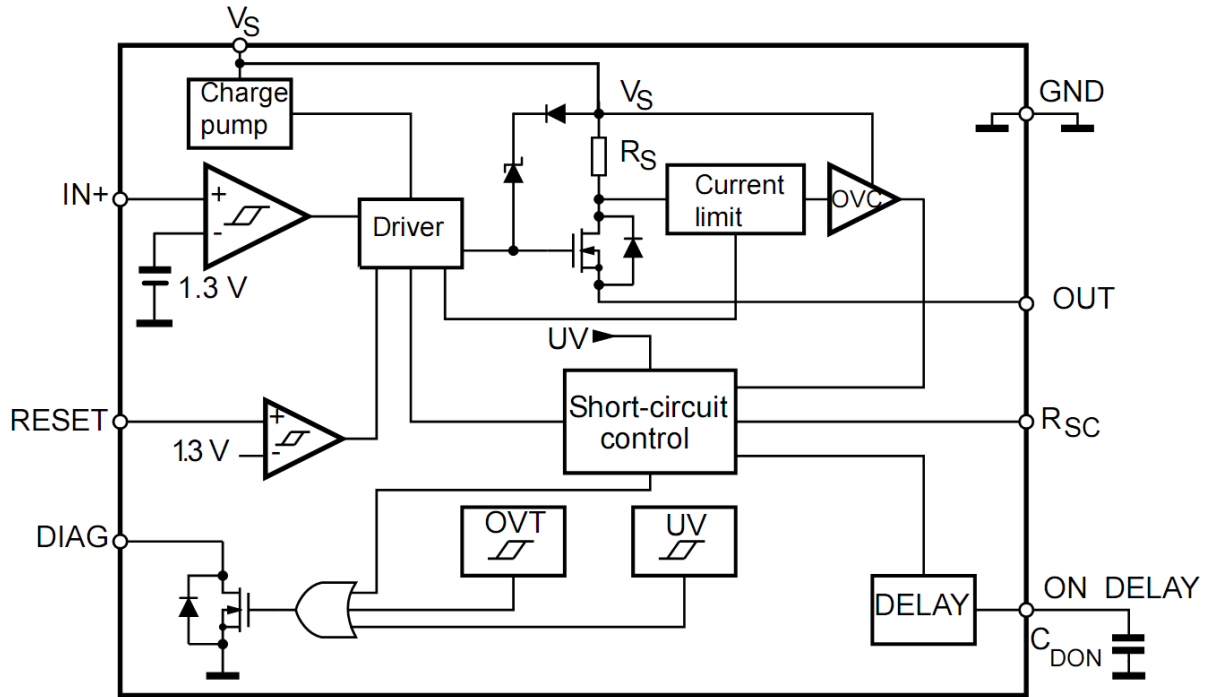 VS
Charge
pump
VS
GND
RS
IN+
+
-
1.3 V
Driver
Current
limit
OVC
OUT
UV
Short-circuit
control
RESET
+
-
1.3 V
RSC
DIAG
OVT
UV
DELAY
ON DELAY
CDON